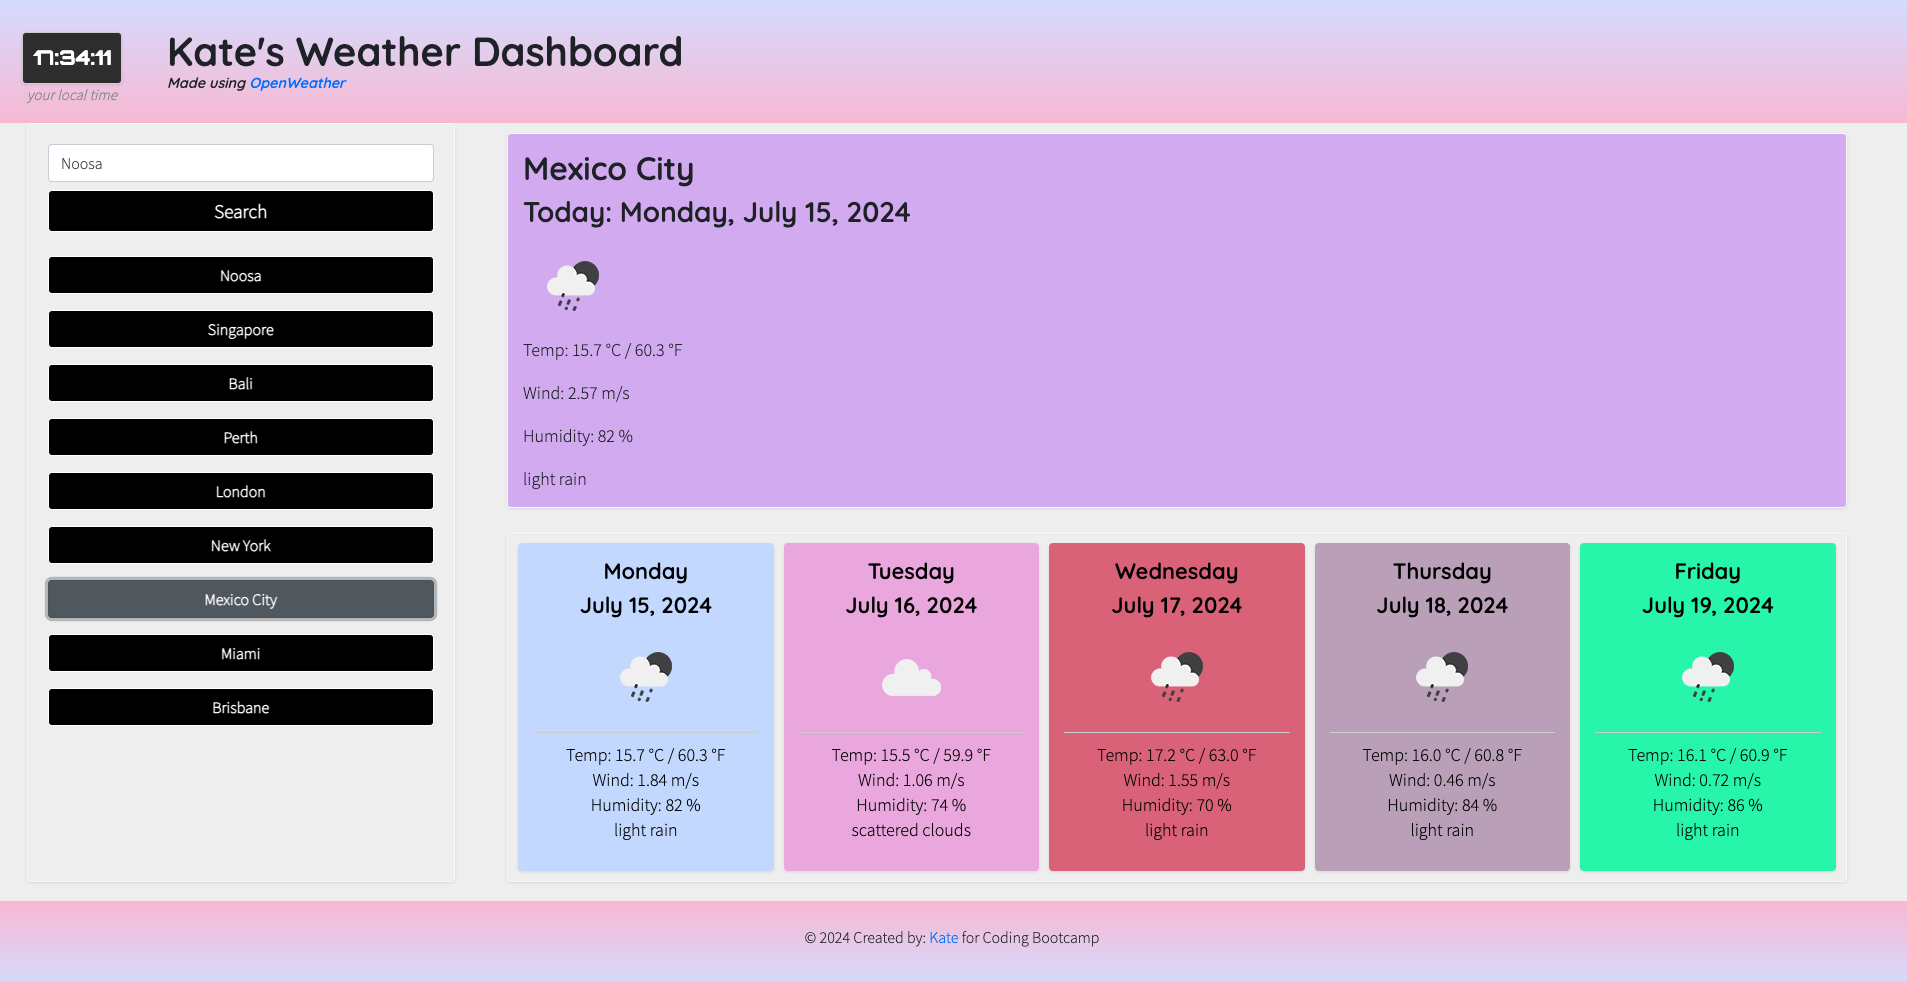 17:34:11
your local time
Kate's Weather Dashboard
Made using OpenWeather
Noosa
Search
Noosa
Singapore
Bali
Perth
London
New York
Mexico City
Miami
Brisbane
Mexico City
Today: Monday, July 15, 2024
Temp: 15.7 °C / 60.3 °F
Wind: 2.57 m/s
Humidity: 82 %
light rain
Monday
July 15, 2024
Temp: 15.7 °C / 60.3 °F
Wind: 1.84 m/s
Humidity: 82 %
light rain
Tuesday
July 16, 2024
Temp: 15.5 °C / 59.9 °F
Wind: 1.06 m/s
Humidity: 74 %
scattered clouds
Wednesday
July 17, 2024
Temp: 17.2 °C / 63.0 °F
Wind: 1.55 m/s
Humidity: 70 %
light rain
Thursday
July 18, 2024
Temp: 16.0 °C / 60.8 °F
Wind: 0.46 m/s
Humidity: 84 %
light rain
Friday
July 19, 2024
Temp: 16.1 °C / 60.9 °F
Wind: 0.72 m/s
Humidity: 86 %
light rain
© 2024 Created by: Kate for Coding Bootcamp